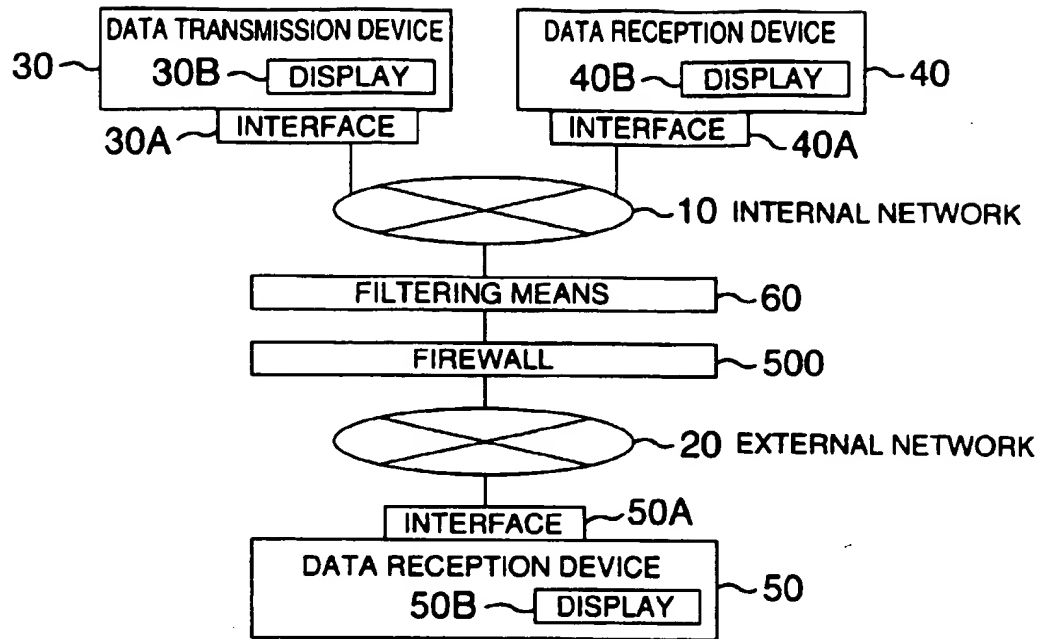 DATA TRANSMISSION DEVICE
DATA RECEPTION DEVICE
30
30B
DISPLAY
40B
DISPLAY
40
30A
INTERFACE
INTERFACE
40A
10 INTERNAL NETWORK
FILTERING MEANS
60
FIREWALL
500
20 EXTERNAL NETWORK
INTERFACE
50A
DATA RECEPTION DEVICE
50
50B
DISPLAY